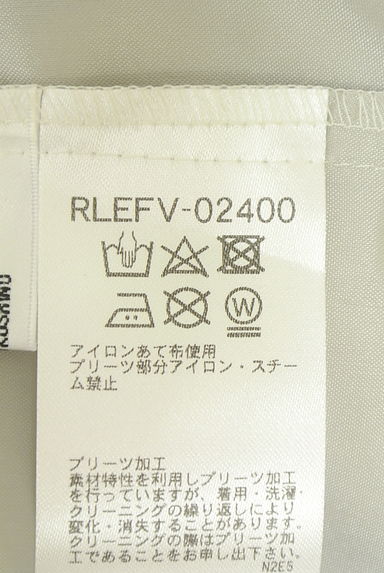 RLEFV-02400
W
アイロンあて布使用
プリーツ部分アイロン・スチー
ム禁止
プリーツ加工
素材特性を利用しプリーツ加工
を行っていますが、着用・洗濯・
クリーニングの繰り返しにより
変化・消失することがあります。
クリーニングの際はプリーツ加
工であることをお申し出下さい。
N2E5